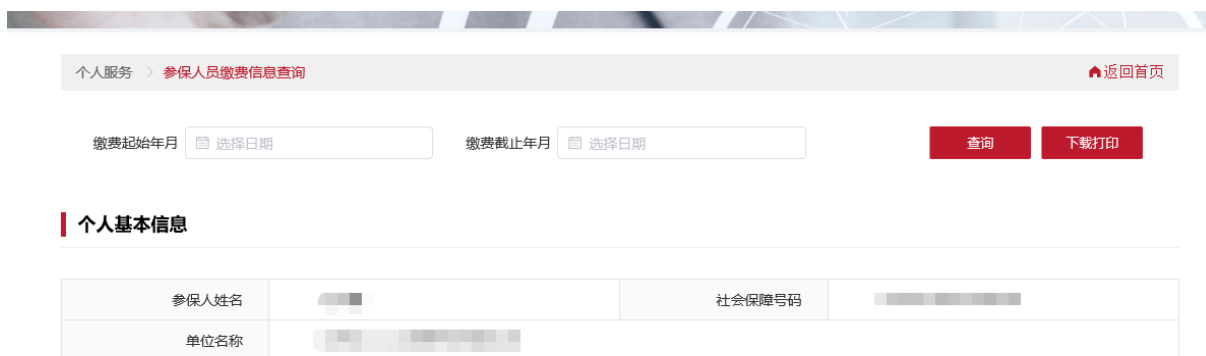 个人服务 > 参保人员缴费信息查询 返回首页
缴费起始年月 选择日期 缴费截止年月 选择日期 查询 下载打印
个人基本信息
参保人姓名 社会保障号码
单位名称